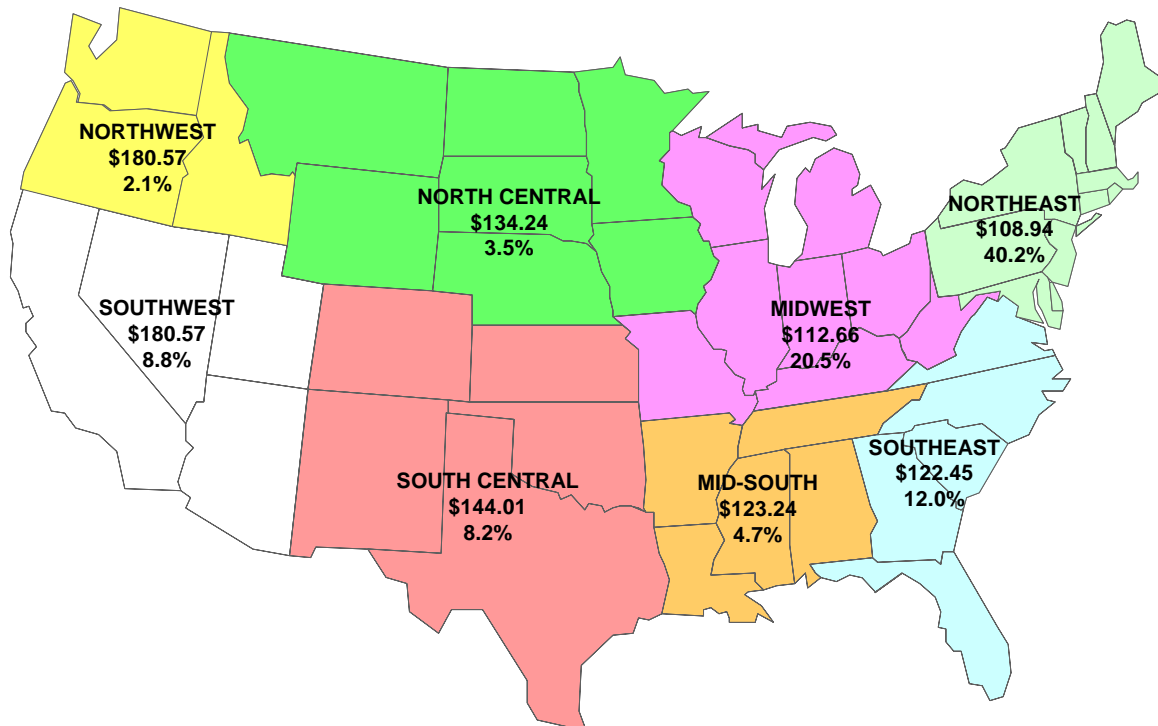 NORTHWEST
$180.57
2.1%
NORTH CENTRAL
$134.24
3.5%
NORTHEAST
$108.94
40.2%
SOUTHWEST
$180.57
8.8%
MIDWEST
$112.66
20.5%
SOUTH CENTRAL
$144.01
8.2%
MID-SOUTH
$123.24
4.7%
SOUTHEAST
$122.45
12.0%